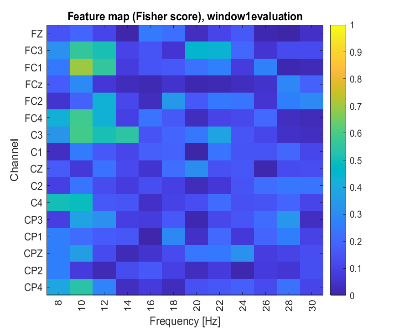 Feature map (Fisher score), window1evaluation
FZ
FC3
FC1
FCz
FC2
FC4
C3
C1
CZ
C2
C4
CP3
CP1
CPZ
CP2
CP4
Channel
8 10 12 14 16 18 20 22 24 26 28 30
Frequency [Hz]
1
0.9
0.8
0.7
0.6
0.5
0.4
0.3
0.2
0.1
0